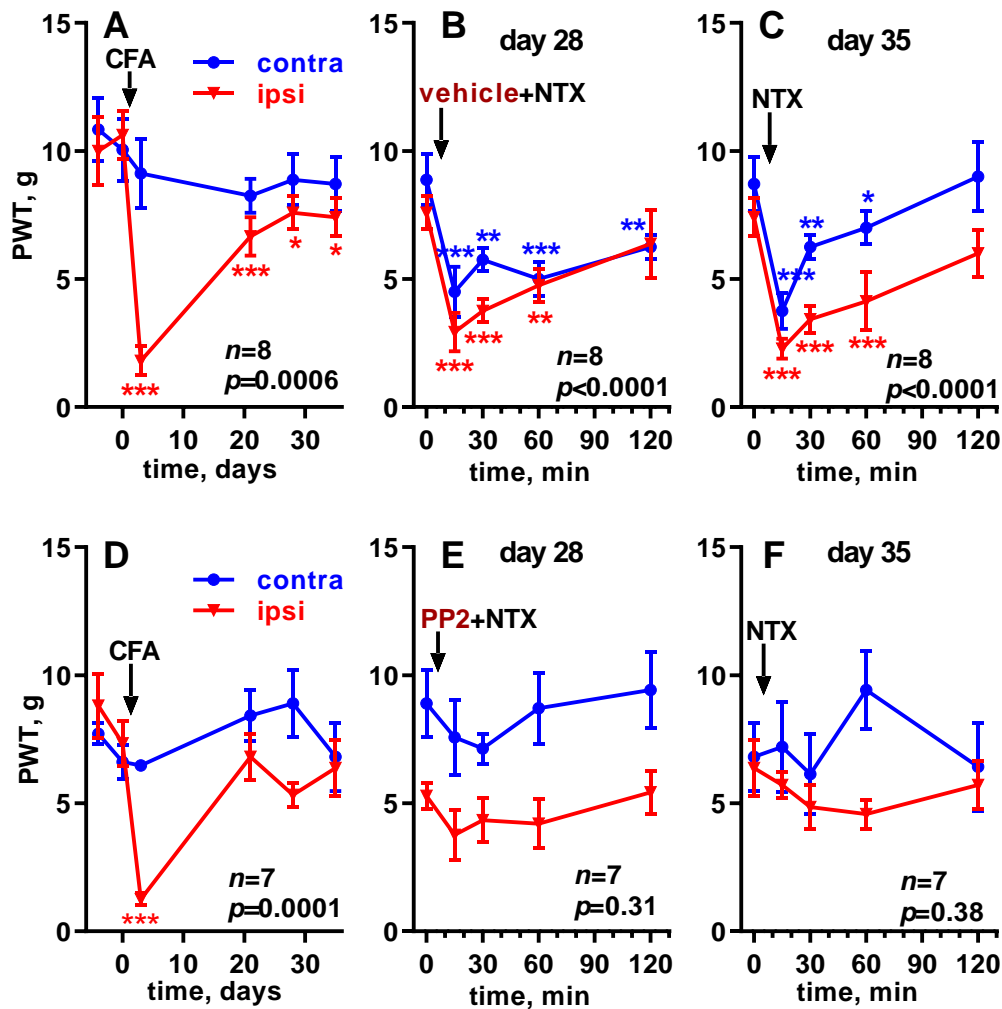 A
CFA
contra
ipsi
PWT, g
15
10
5
0
***
***
*
*
n=8
p=0.0006
0 10 20 30
time, days
B
day 28
vehicle+NTX
15
10
5
0
***
**
***
**
***
***
**
n=8
p<0.0001
0 30 60 90 120
time, min
C
day 35
NTX
15
10
5
0
***
**
*
***
***
***
n=8
p<0.0001
0 30 60 90 120
time, min
D
CFA
contra
ipsi
PWT, g
15
10
5
0
***
n=7
p=0.0001
0 10 20 30
time, days
E
day 28
PP2+NTX
15
10
5
0
n=7
p=0.31
0 30 60 90 120
time, min
F
day 35
NTX
15
10
5
0
n=7
p=0.38
0 30 60 90 120
time, min